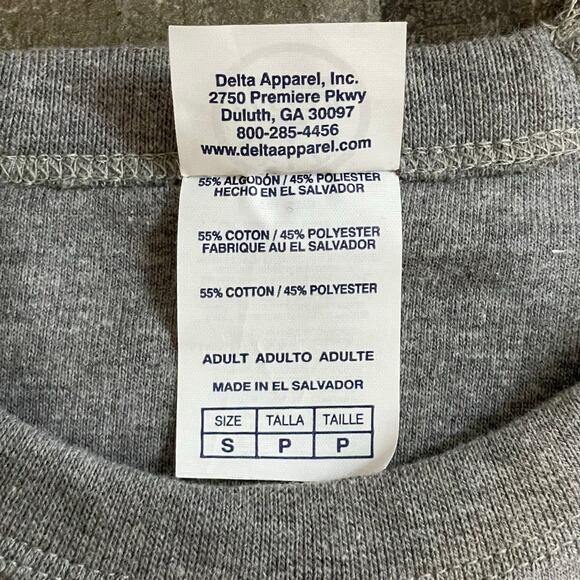 Delta Apparel, Inc.
2750 Premiere Pkwy
Duluth, GA 30097
800-285-4456
www.deltaapparel.com
55% ALGODÓN / 45% POLIESTER
HECHO EN EL SALVADOR
55% COTON / 45% POLYESTER
FABRIQUE AU EL SALVADOR
55% COTTON / 45% POLYESTER
ADULT ADULTO ADULTE
MADE IN EL SALVADOR
SIZE TALLA TAILLE
S P P